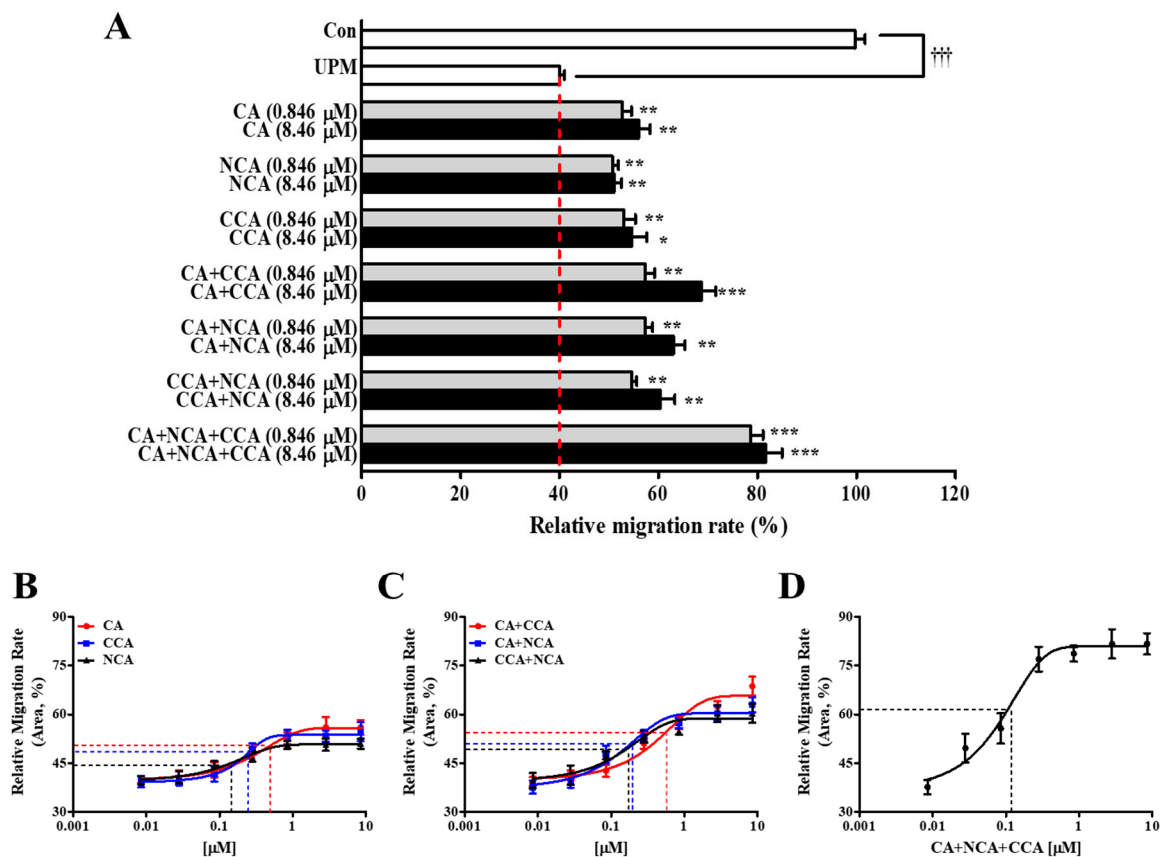 A
Con
†††
UPM
CA (0.846 μM) **
CA (8.46 μM) **
NCA (0.846 μM) **
NCA (8.46 μM) **
CCA (0.846 μM) **
CCA (8.46 μM) *
CA+CCA (0.846 μM) **
CA+CCA (8.46 μM) ***
CA+NCA (0.846 μM) **
CA+NCA (8.46 μM) **
CCA+NCA (0.846 μM) **
CCA+NCA (8.46 μM) **
CA+NCA+CCA (0.846 μM) ***
CA+NCA+CCA (8.46 μM) ***
0 20 40 60 80 100 120
Relative migration rate (%)
B
Relative Migration Rate
(Area, %)
90
75
60
45
30
CA
CCA
NCA
0.001 0.01 0.1 1 10
[μM]
C
Relative Migration Rate
(Area, %)
90
75
60
45
30
CA+CCA
CA+NCA
CCA+NCA
0.001 0.01 0.1 1 10
[μM]
D
Relative Migration Rate
(Area, %)
90
75
60
45
30
0.001 0.01 0.1 1 10
CA+NCA+CCA [μM]